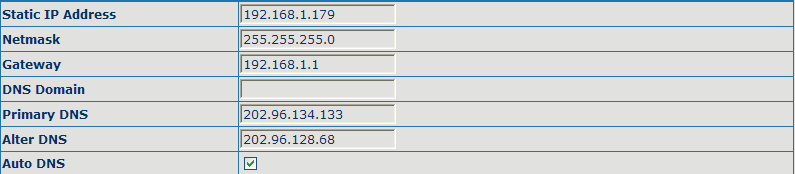 Static IP Address 192.168.1.179
Netmask 255.255.255.0
Gateway 192.168.1.1
DNS Domain
Primary DNS 202.96.134.133
Alter DNS 202.96.128.68
Auto DNS